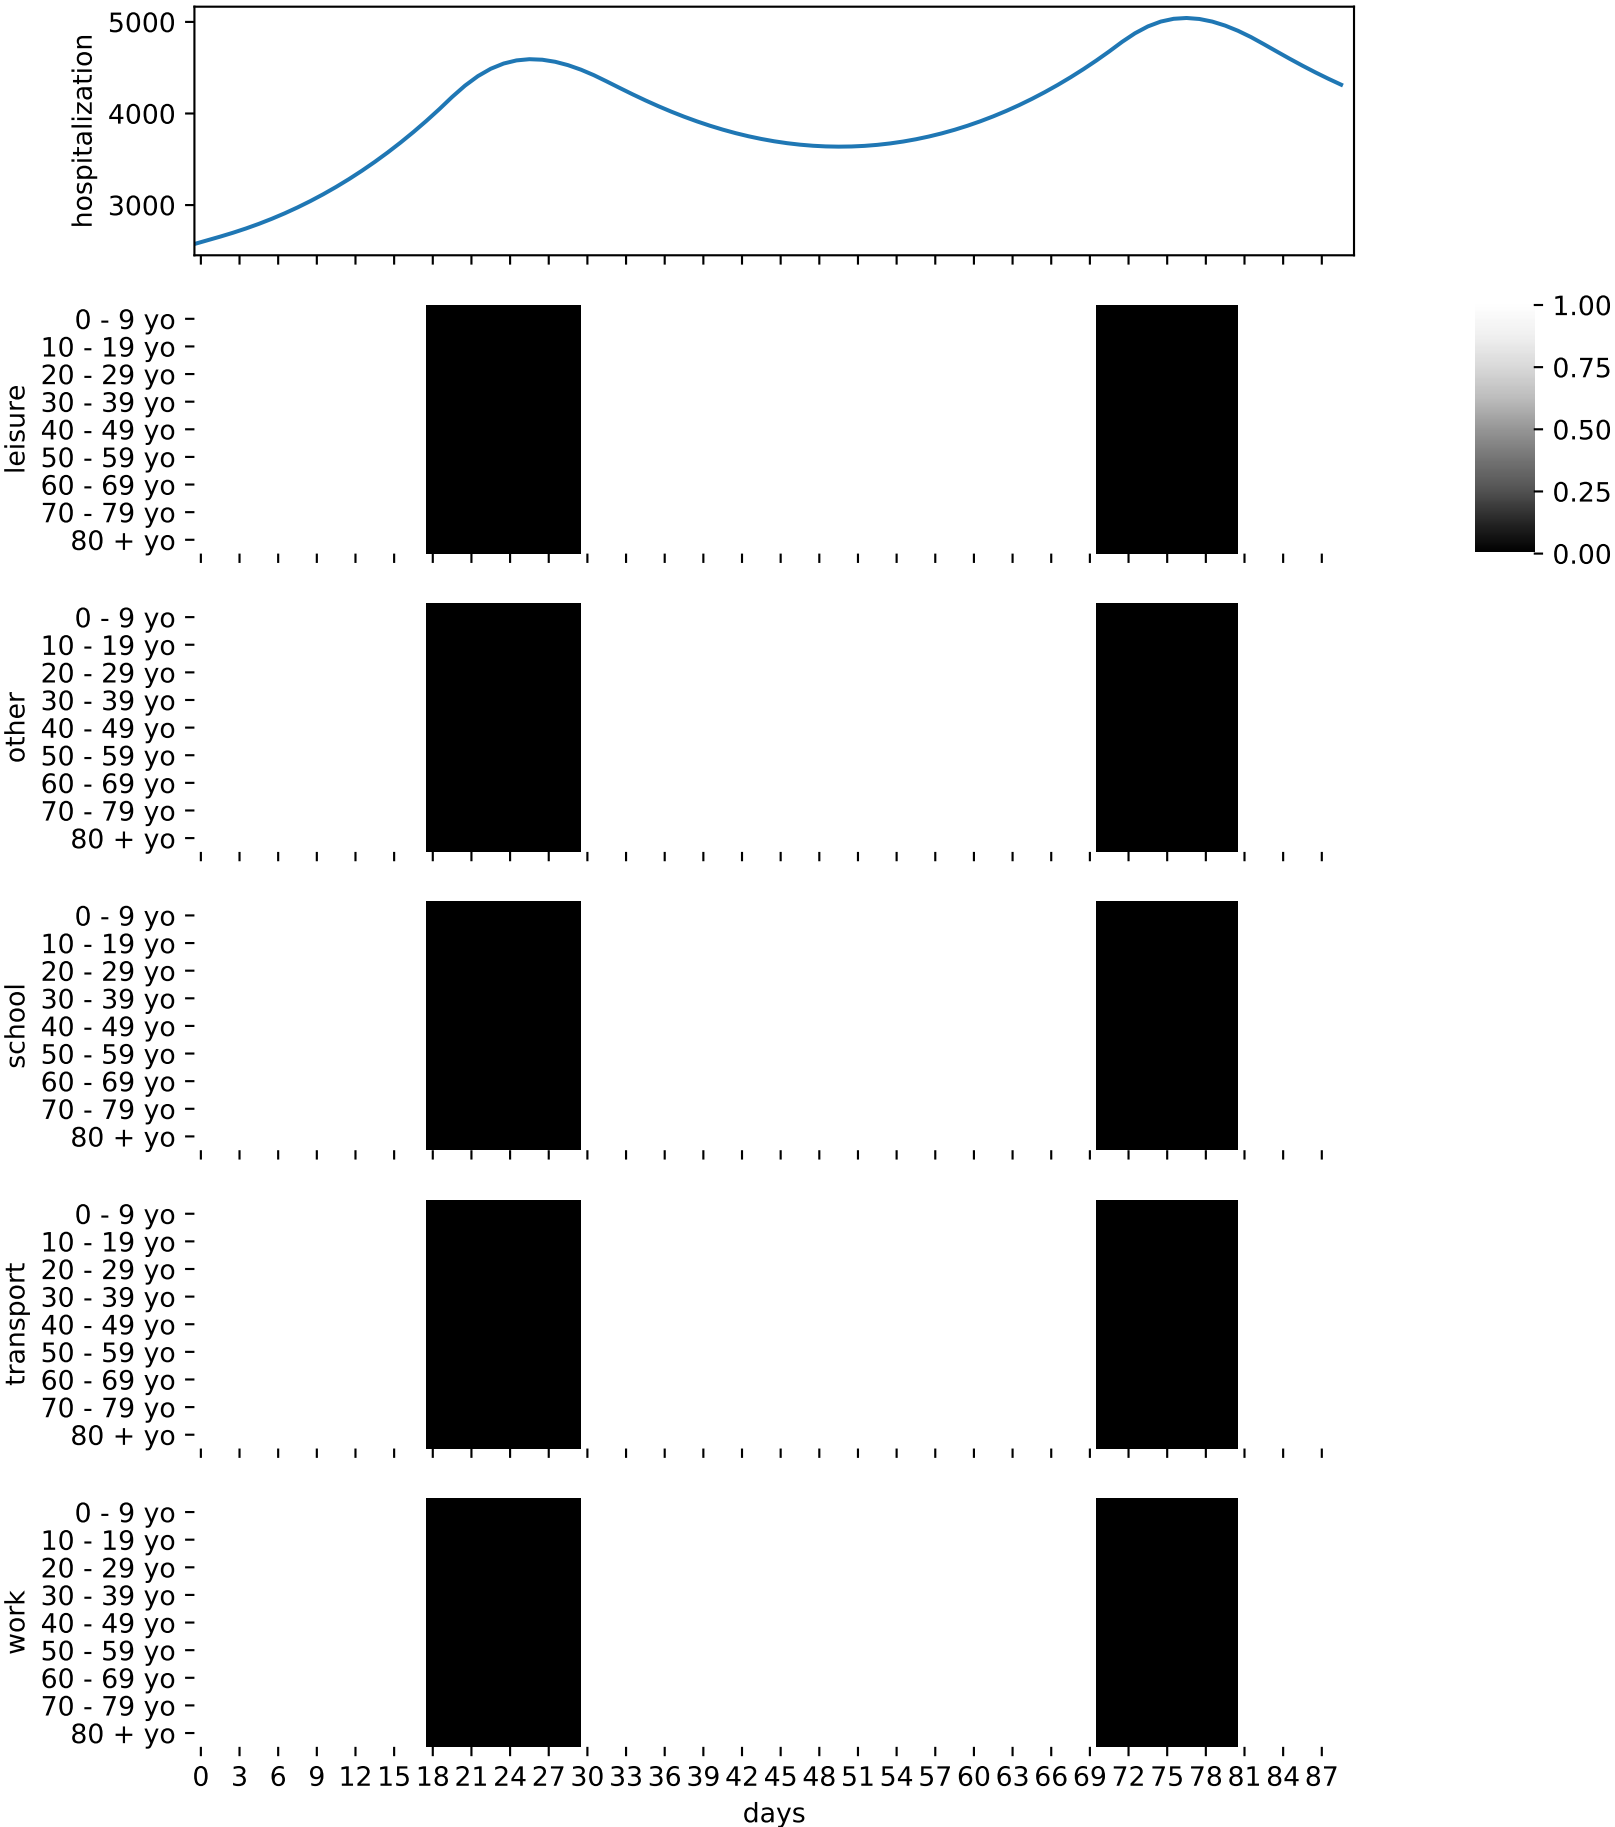 5000
4000
3000
hospitalization
0 - 9 yo
10 - 19 yo
20 - 29 yo
30 - 39 yo
40 - 49 yo
50 - 59 yo
60 - 69 yo
70 - 79 yo
80 + yo
leisure
1.00
0.75
0.50
0.25
0.00
0 - 9 yo
10 - 19 yo
20 - 29 yo
30 - 39 yo
40 - 49 yo
50 - 59 yo
60 - 69 yo
70 - 79 yo
80 + yo
other
0 - 9 yo
10 - 19 yo
20 - 29 yo
30 - 39 yo
40 - 49 yo
50 - 59 yo
60 - 69 yo
70 - 79 yo
80 + yo
school
0 - 9 yo
10 - 19 yo
20 - 29 yo
30 - 39 yo
40 - 49 yo
50 - 59 yo
60 - 69 yo
70 - 79 yo
80 + yo
transport
0 - 9 yo
10 - 19 yo
20 - 29 yo
30 - 39 yo
40 - 49 yo
50 - 59 yo
60 - 69 yo
70 - 79 yo
80 + yo
work
0 3 6 9 12 15 18 21 24 27 30 33 36 39 42 45 48 51 54 57 60 63 66 69 72 75 78 81 84 87
days